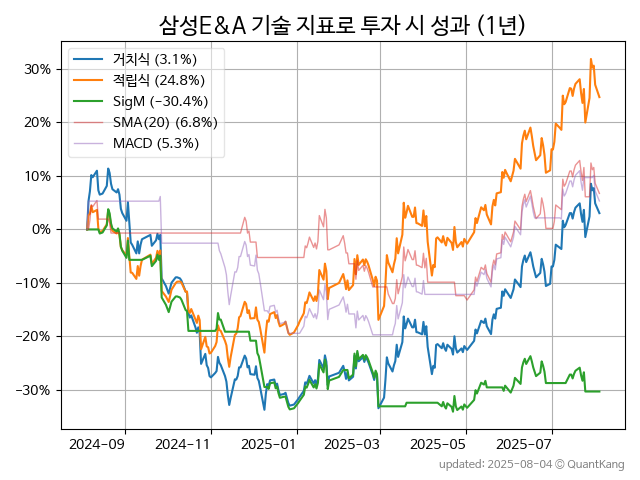 삼성E&A 기술 지표로 투자 시 성과 (1년)
거치식 (3.1%)
적립식 (24.8%)
SigM (−30.4%)
SMA(20) (6.8%)
MACD (5.3%)
30%
20%
10%
0%
−10%
−20%
−30%
2024−09 2024−11 2025−01 2025−03 2025−05 2025−07
updated: 2025-08-04 © QuantKang